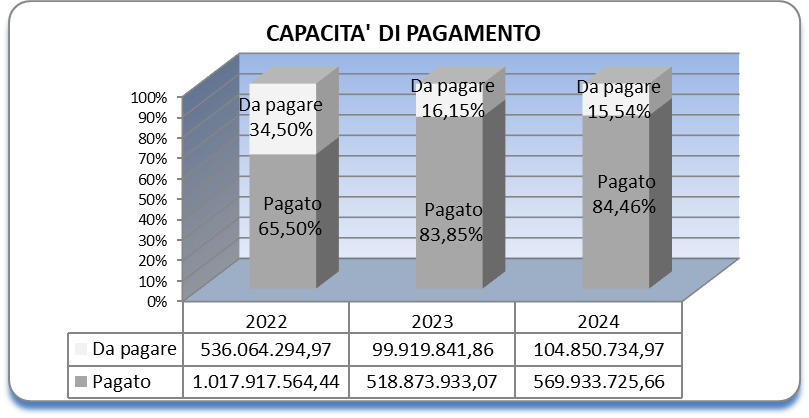 CAPACITA' DI PAGAMENTO
100%
90%
80%
70%
60%
50%
40%
30%
20%
10%
0%
Da pagare
34,50%
Pagato
65,50%
Da pagare
16,15%
Pagato
83,85%
Da pagare
15,54%
Pagato
84,46%
2022 2023 2024
Da pagare 536.064.294,97 99.919.841,86 104.850.734,97
Pagato 1.017.917.564,44 518.873.933,07 569.933.725,66